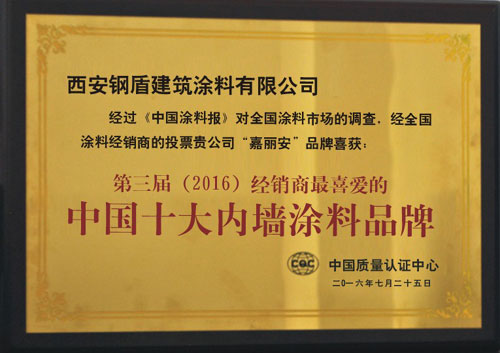 西安钢盾建筑涂料有限公司
经过《中国涂料报》对全国涂料市场的调查，经全国
涂料经销商的投票贵公司“嘉丽安”品牌喜获：
第三届（2016）经销商最喜爱的
中国十大内墙涂料品牌
CQC
中国质量认证中心
二〇一六年七月二十五日